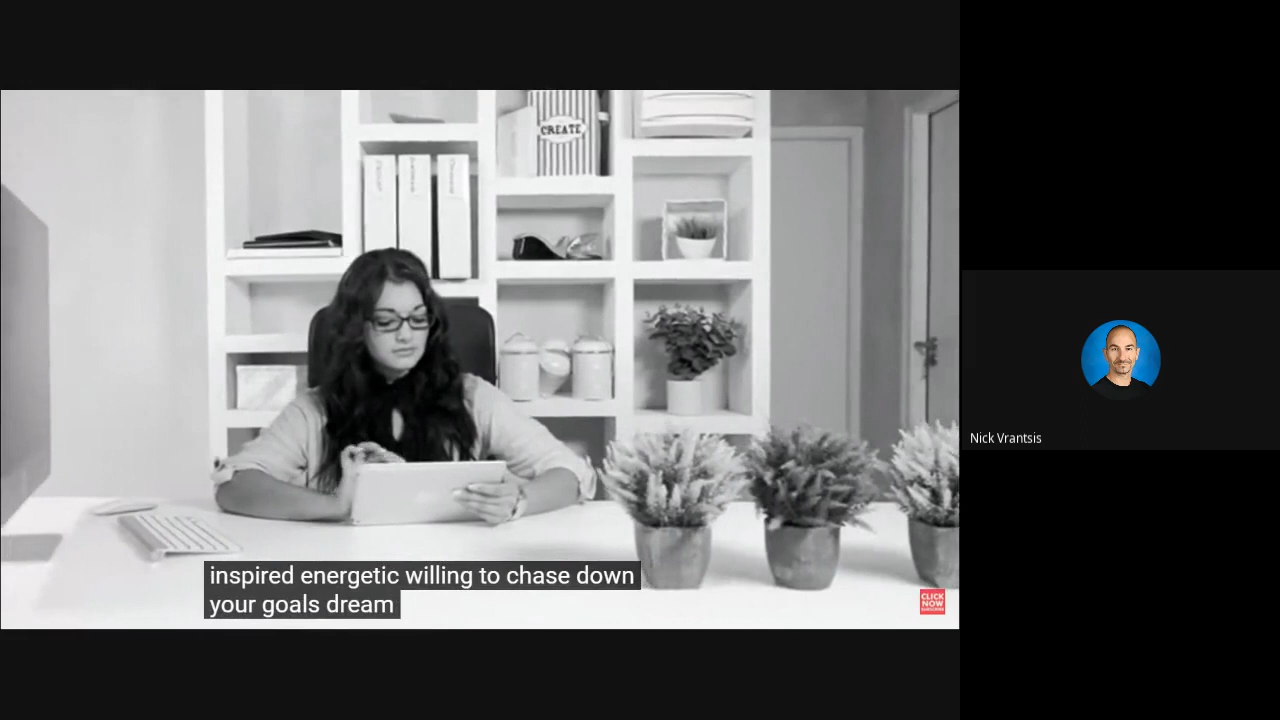 CREATE
inspired energetic willing to chase down
your goals dream
CLICK
NOW
Nick Vrantsis